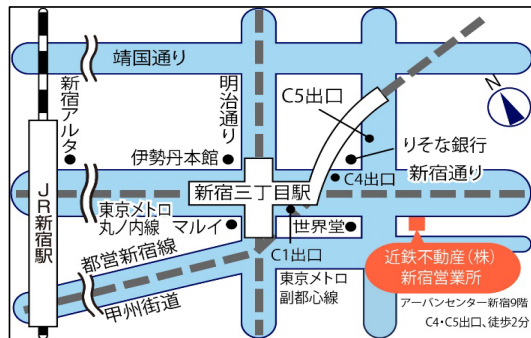 靖国通り
新宿アルタ
明治通り
C5出口
N
伊勢丹本館
りそな銀行
新宿通り
C4出口
JR新宿駅
新宿三丁目駅
東京メトロ
丸ノ内線
マルイ
世界堂
C1出口
都営新宿線
甲州街道
東京メトロ
副都心線
近鉄不動産(株)
新宿営業所
アーバンセンター新宿9階
C4・C5出口、徒歩2分